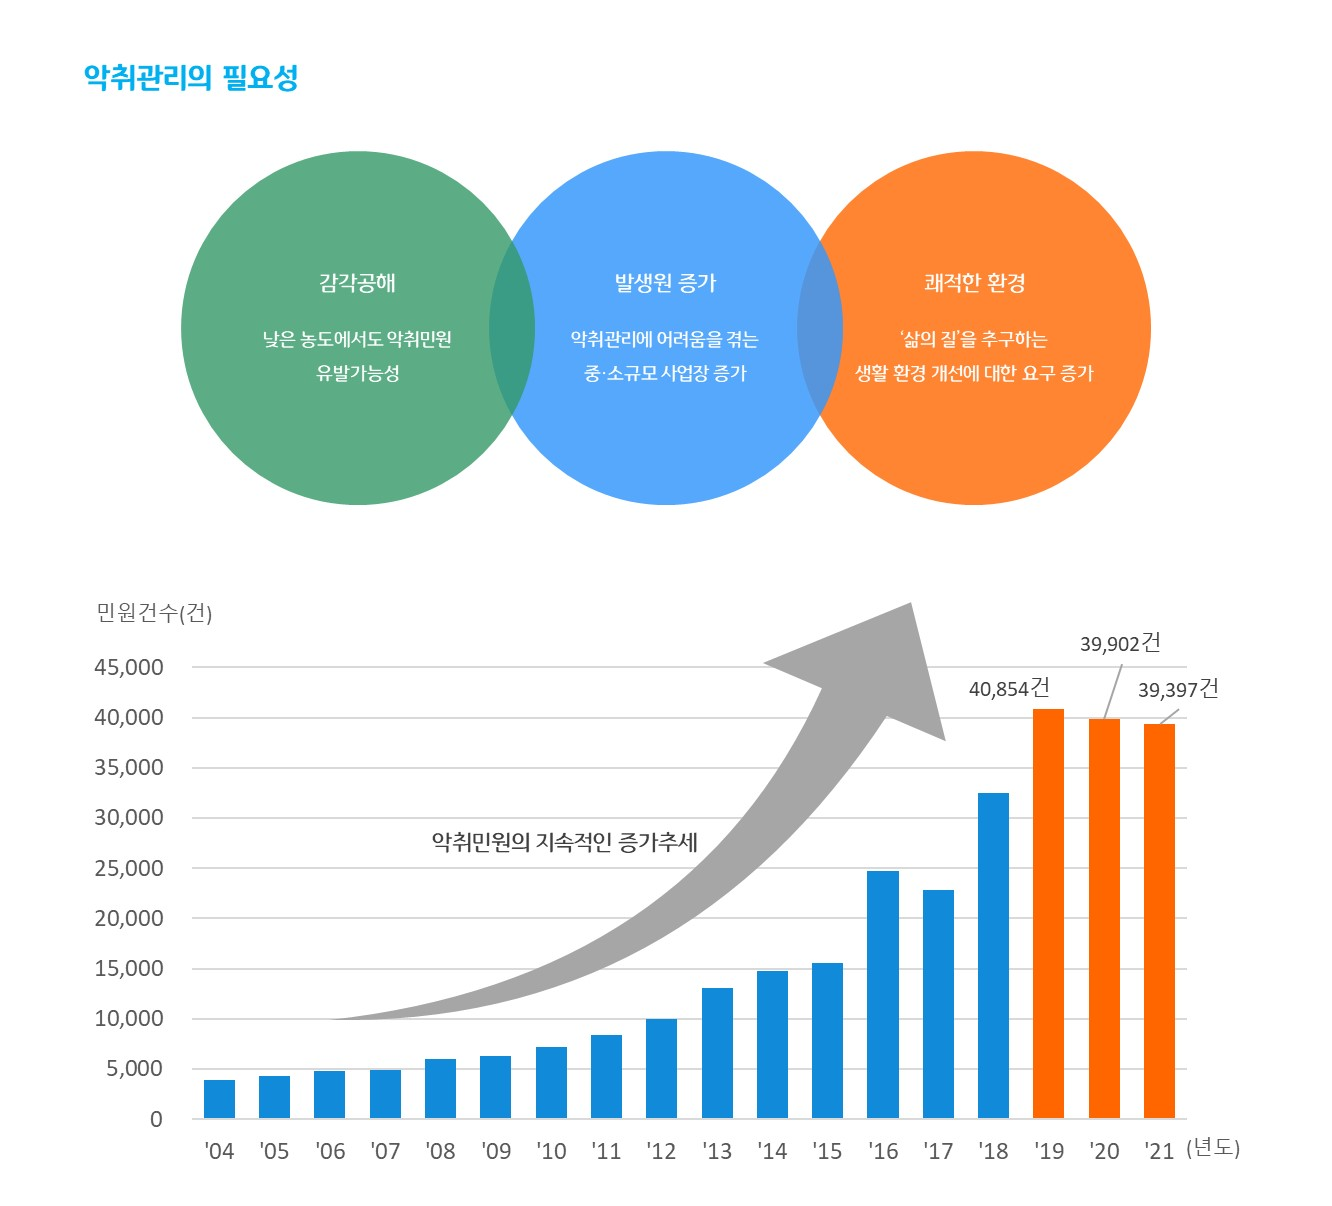 악취관리의 필요성
감각공해
낮은 농도에서도 악취민원
유발가능성
발생원 증가
악취관리에 어려움을 겪는
중·소규모 사업장 증가
쾌적한 환경
‘삶의 질’을 추구하는
생활 환경 개선에 대한 요구 증가
민원건수(건)
45,000
40,000
35,000
30,000
25,000
20,000
15,000
10,000
5,000
0
악취민원의 지속적인 증가추세
40,854건
39,902건
39,397건
'04 '05 '06 '07 '08 '09 '10 '11 '12 '13 '14 '15 '16 '17 '18 '19 '20 '21 (년도)